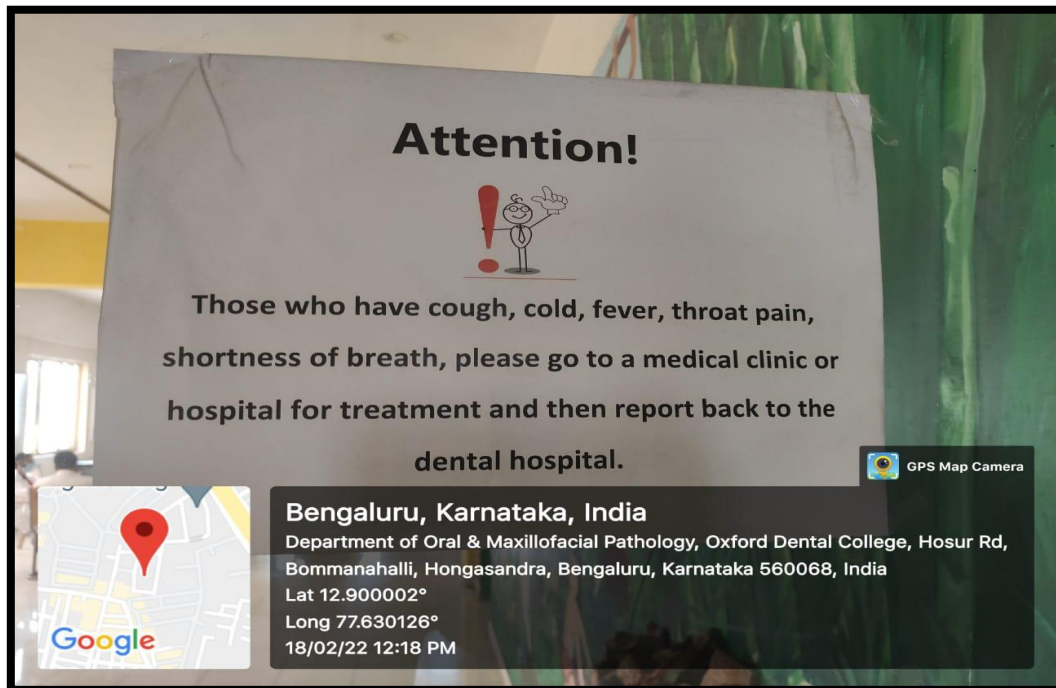 Attention!
Those who have cough, cold, fever, throat pain,
shortness of breath, please go to a medical clinic or
hospital for treatment and then report back to the
dental hospital.
GPS Map Camera
Bengaluru, Karnataka, India
Department of Oral & Maxillofacial Pathology, Oxford Dental College, Hosur Rd,
Bommanahalli, Hongasandra, Bengaluru, Karnataka 560068, India
Lat 12.900002°
Long 77.630126°
18/02/22 12:18 PM
Google